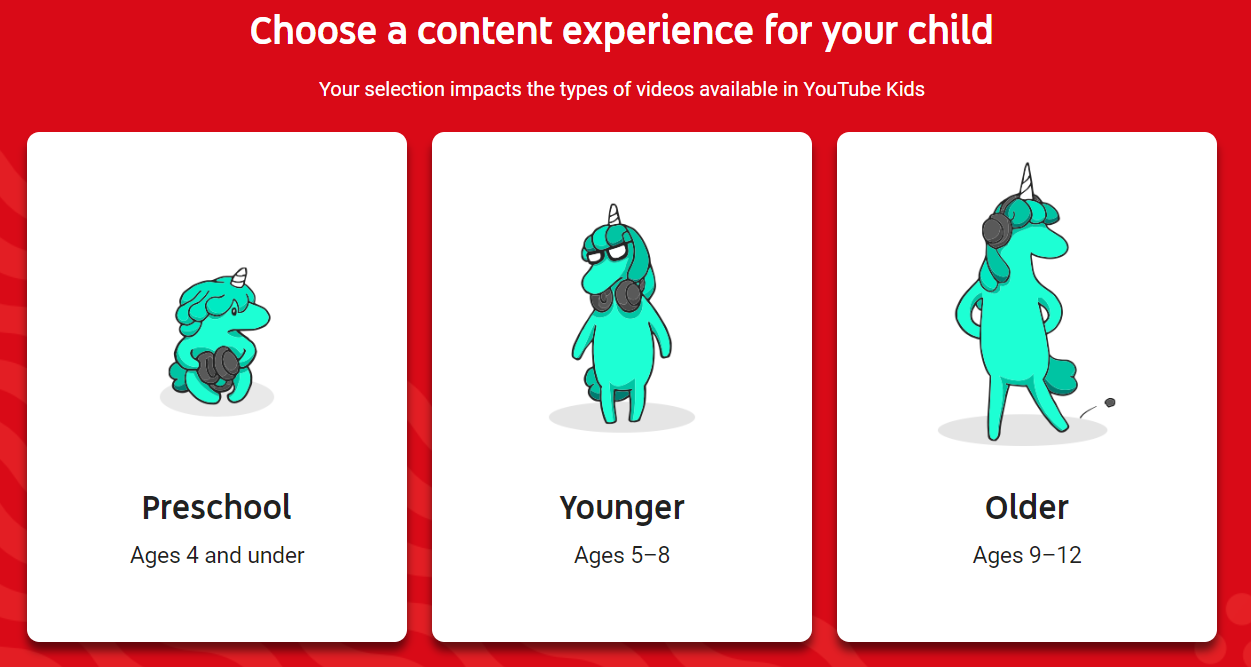 Choose a content experience for your child
Your selection impacts the types of videos available in YouTube Kids
Preschool
Ages 4 and under
Younger
Ages 5–8
Older
Ages 9–12